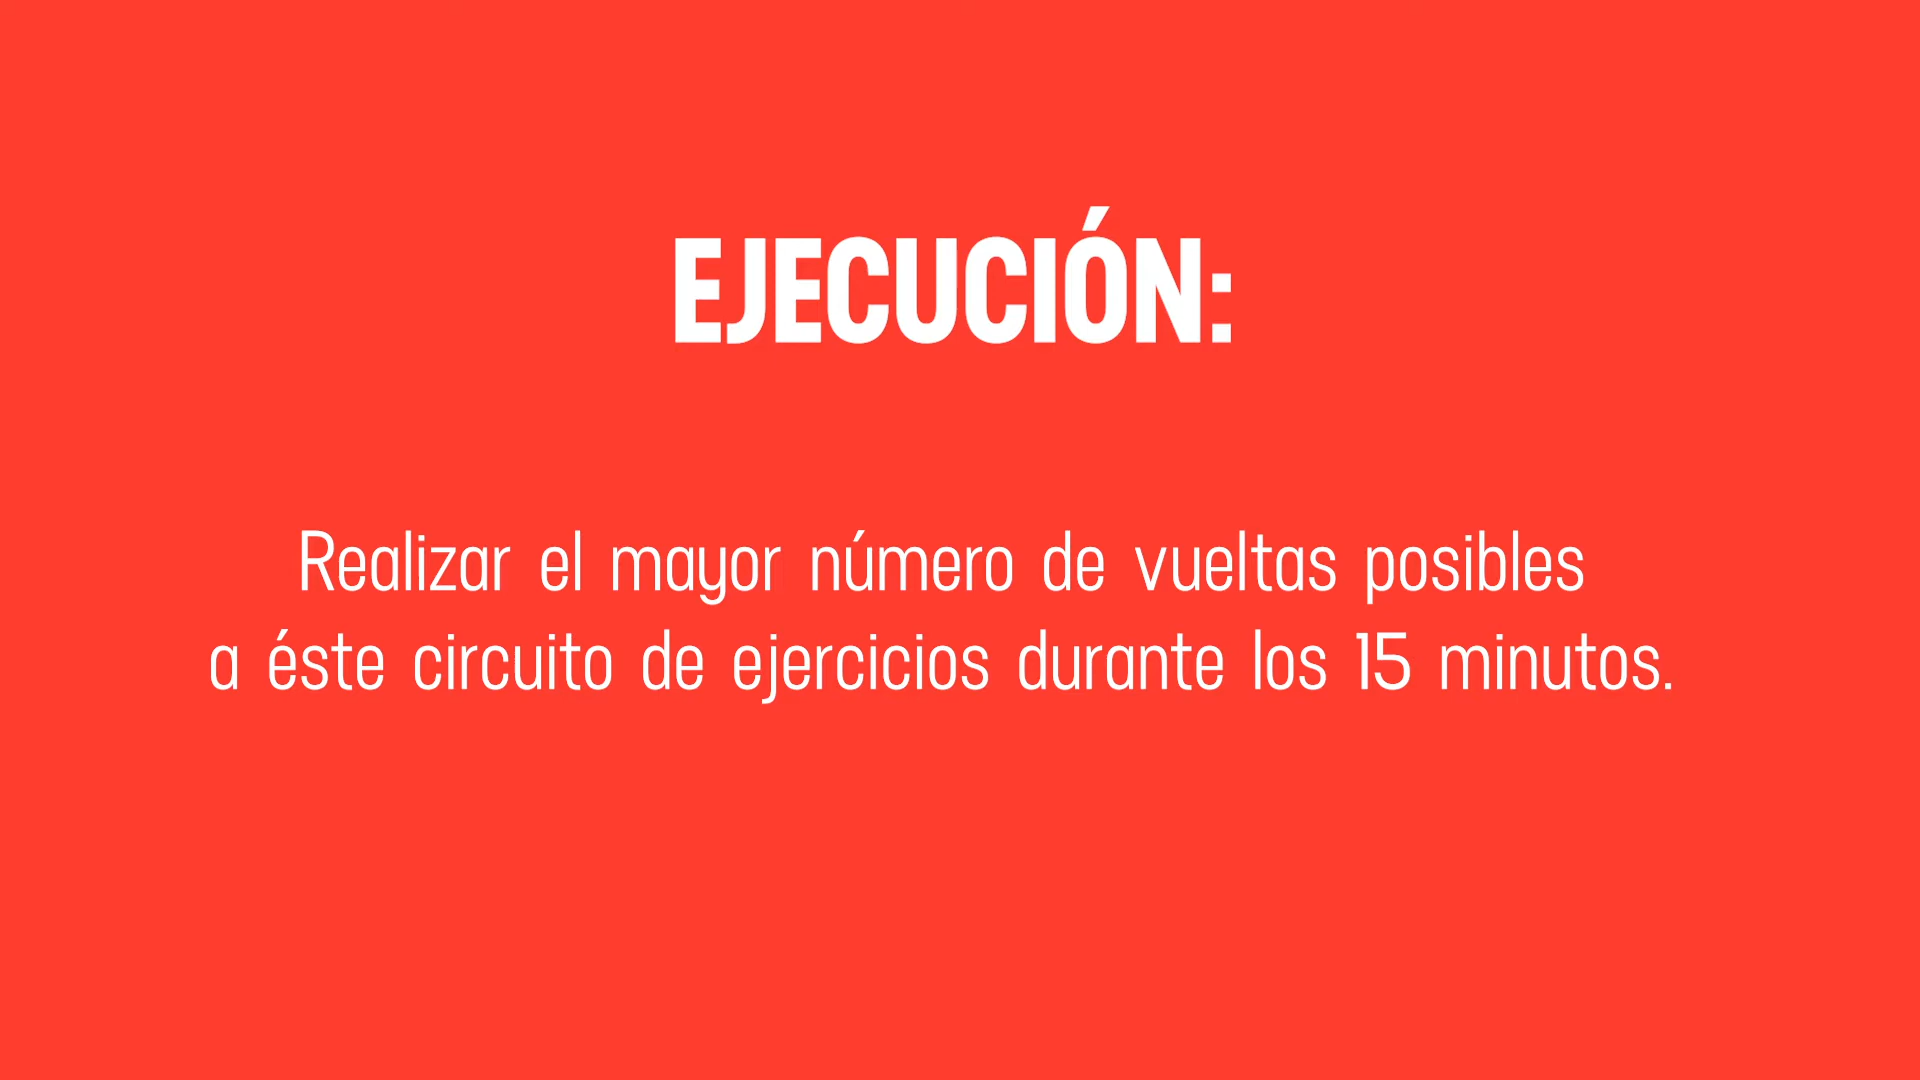 EJECUCIÓN:
Realizar el mayor número de vueltas posibles
a éste circuito de ejercicios durante los 15 minutos.